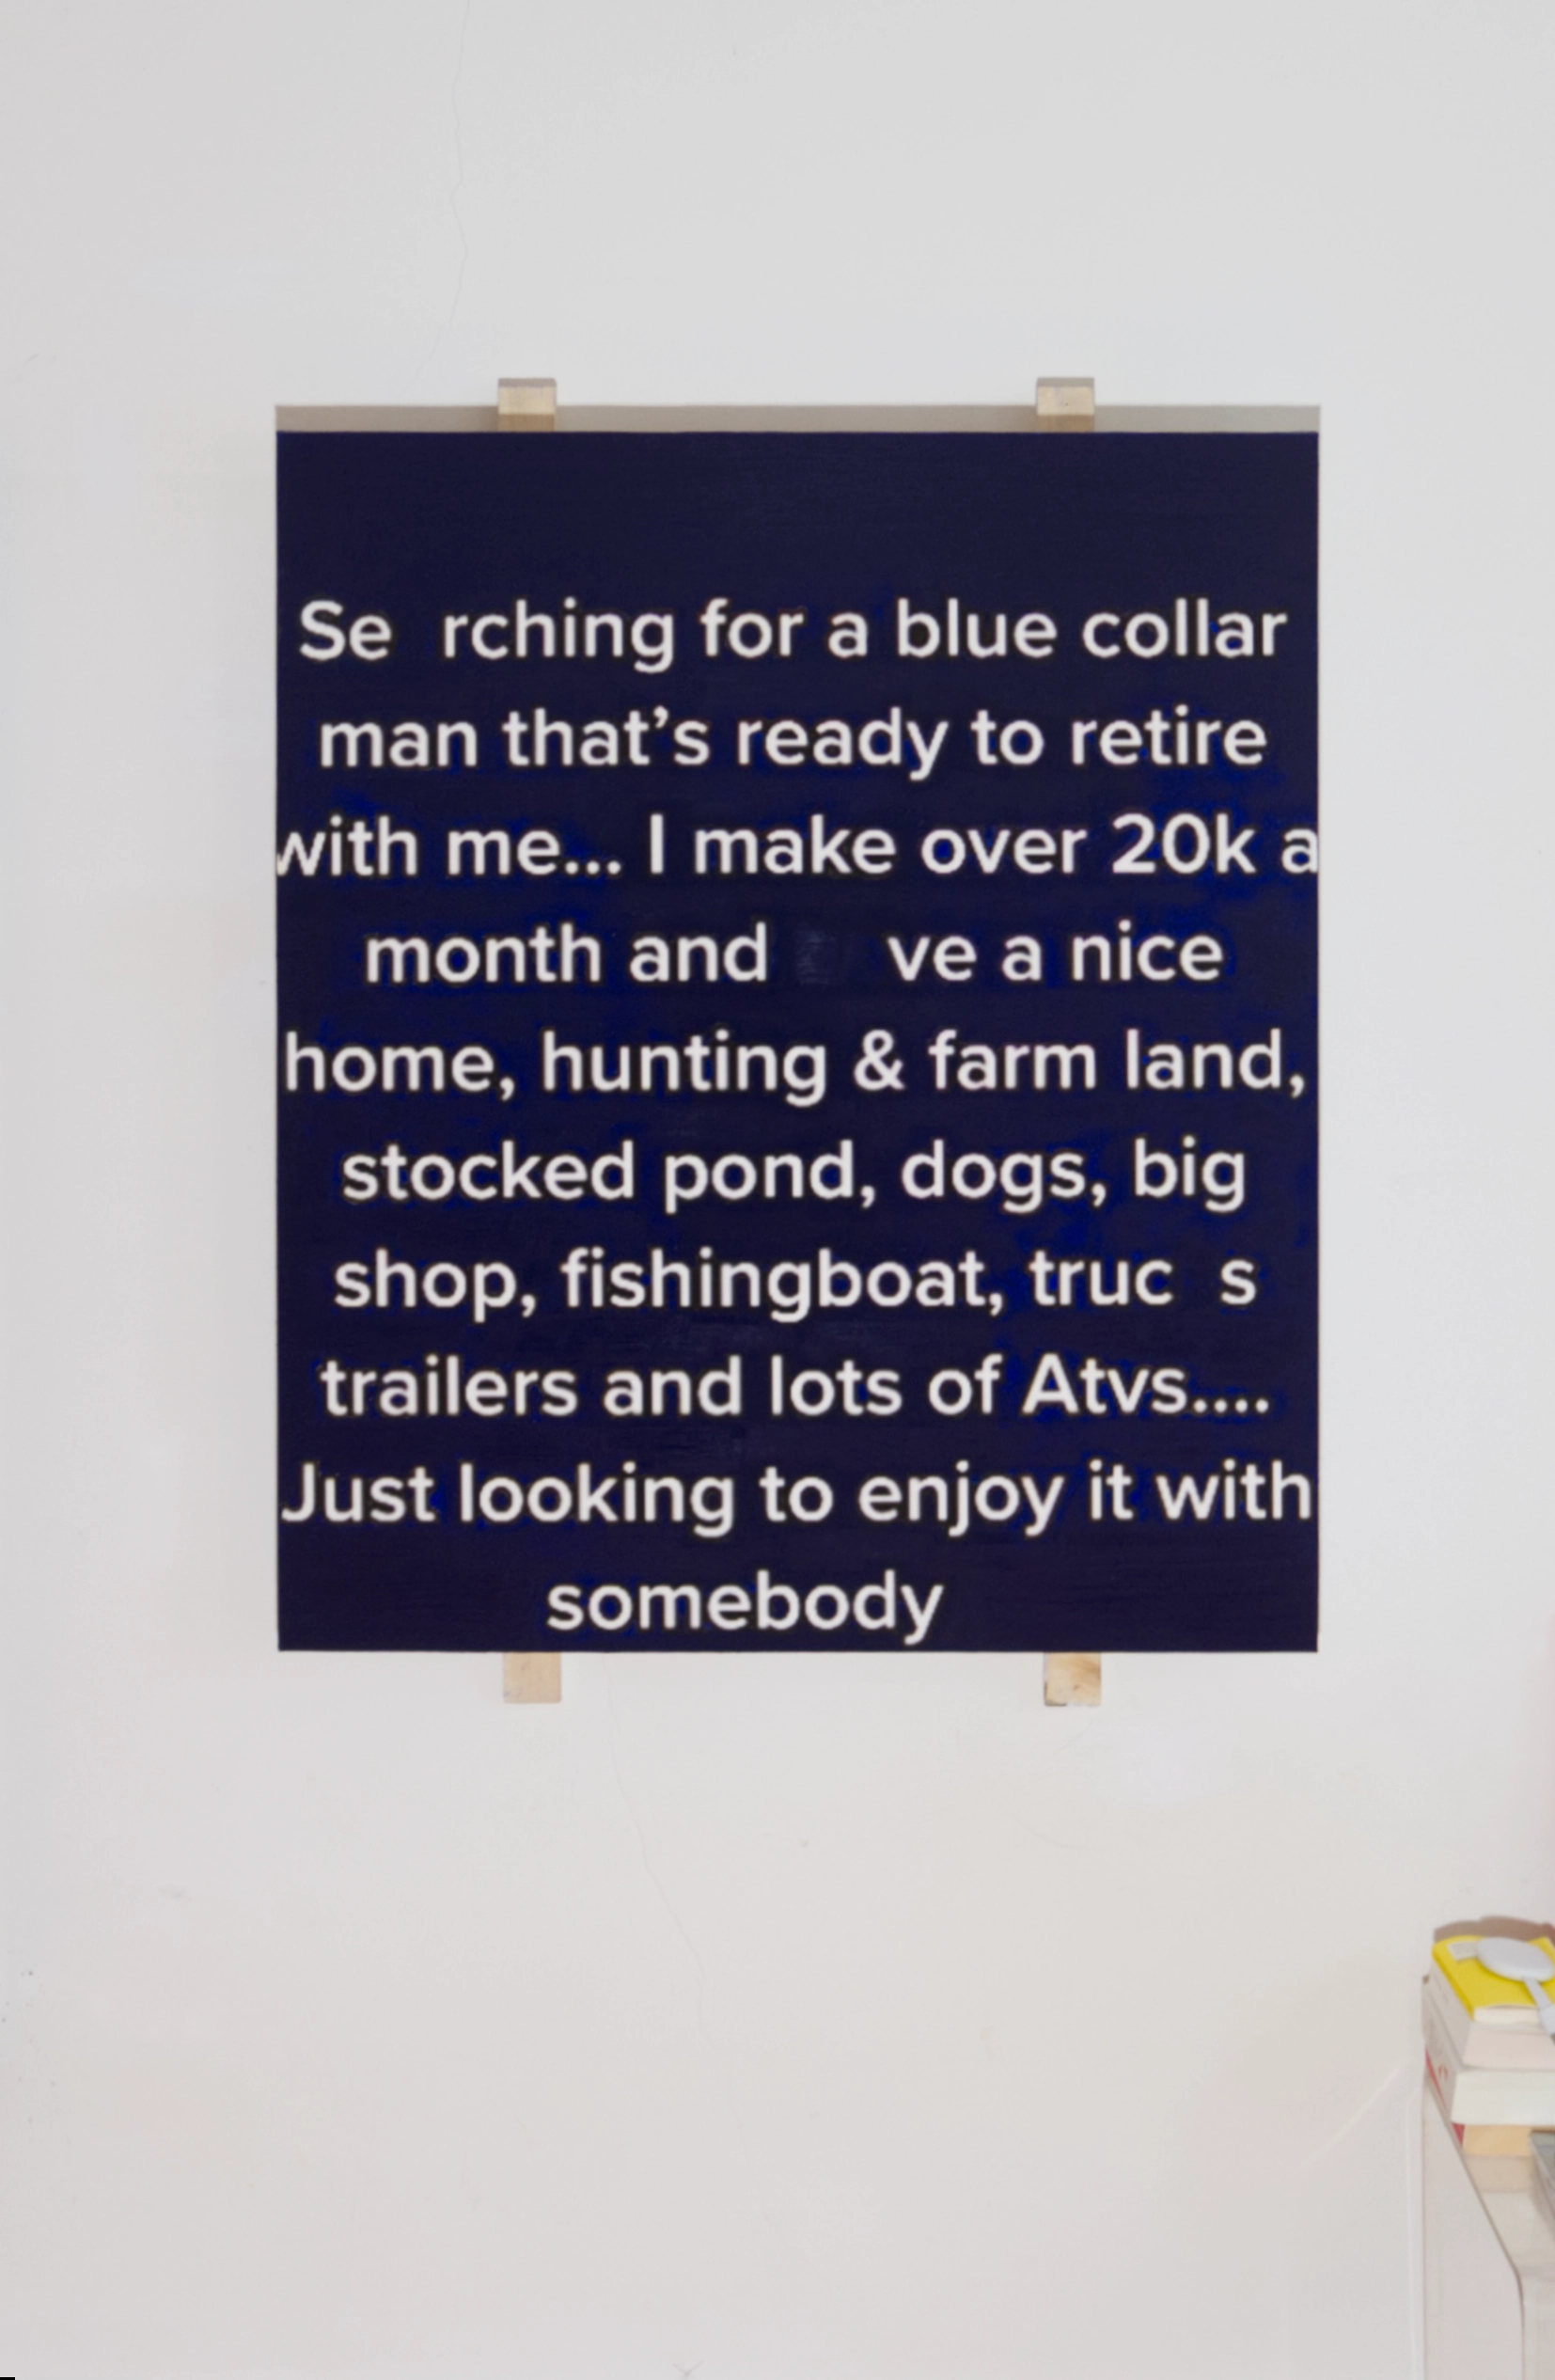 Se rching for a blue collar
man that’s ready to retire
with me... I make over 20k a
month and ve a nice
home, hunting & farm land,
stocked pond, dogs, big
shop, fishingboat, truc s
trailers and lots of Atvs....
Just looking to enjoy it with
somebody